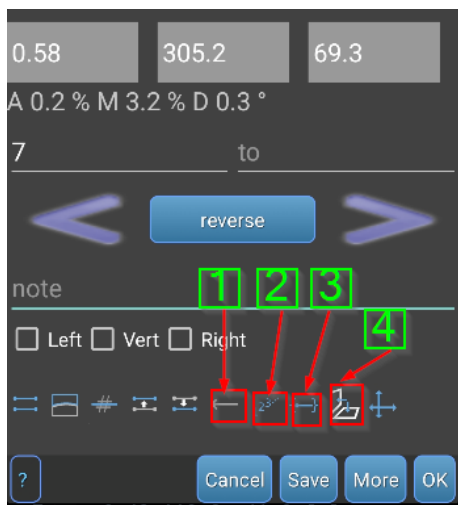 0.58 305.2 69.3
A 0.2 % M 3.2 % D 0.3 °
7 to
reverse
note 1 2 3
Left Vert Right 4
?
Cancel Save More OK